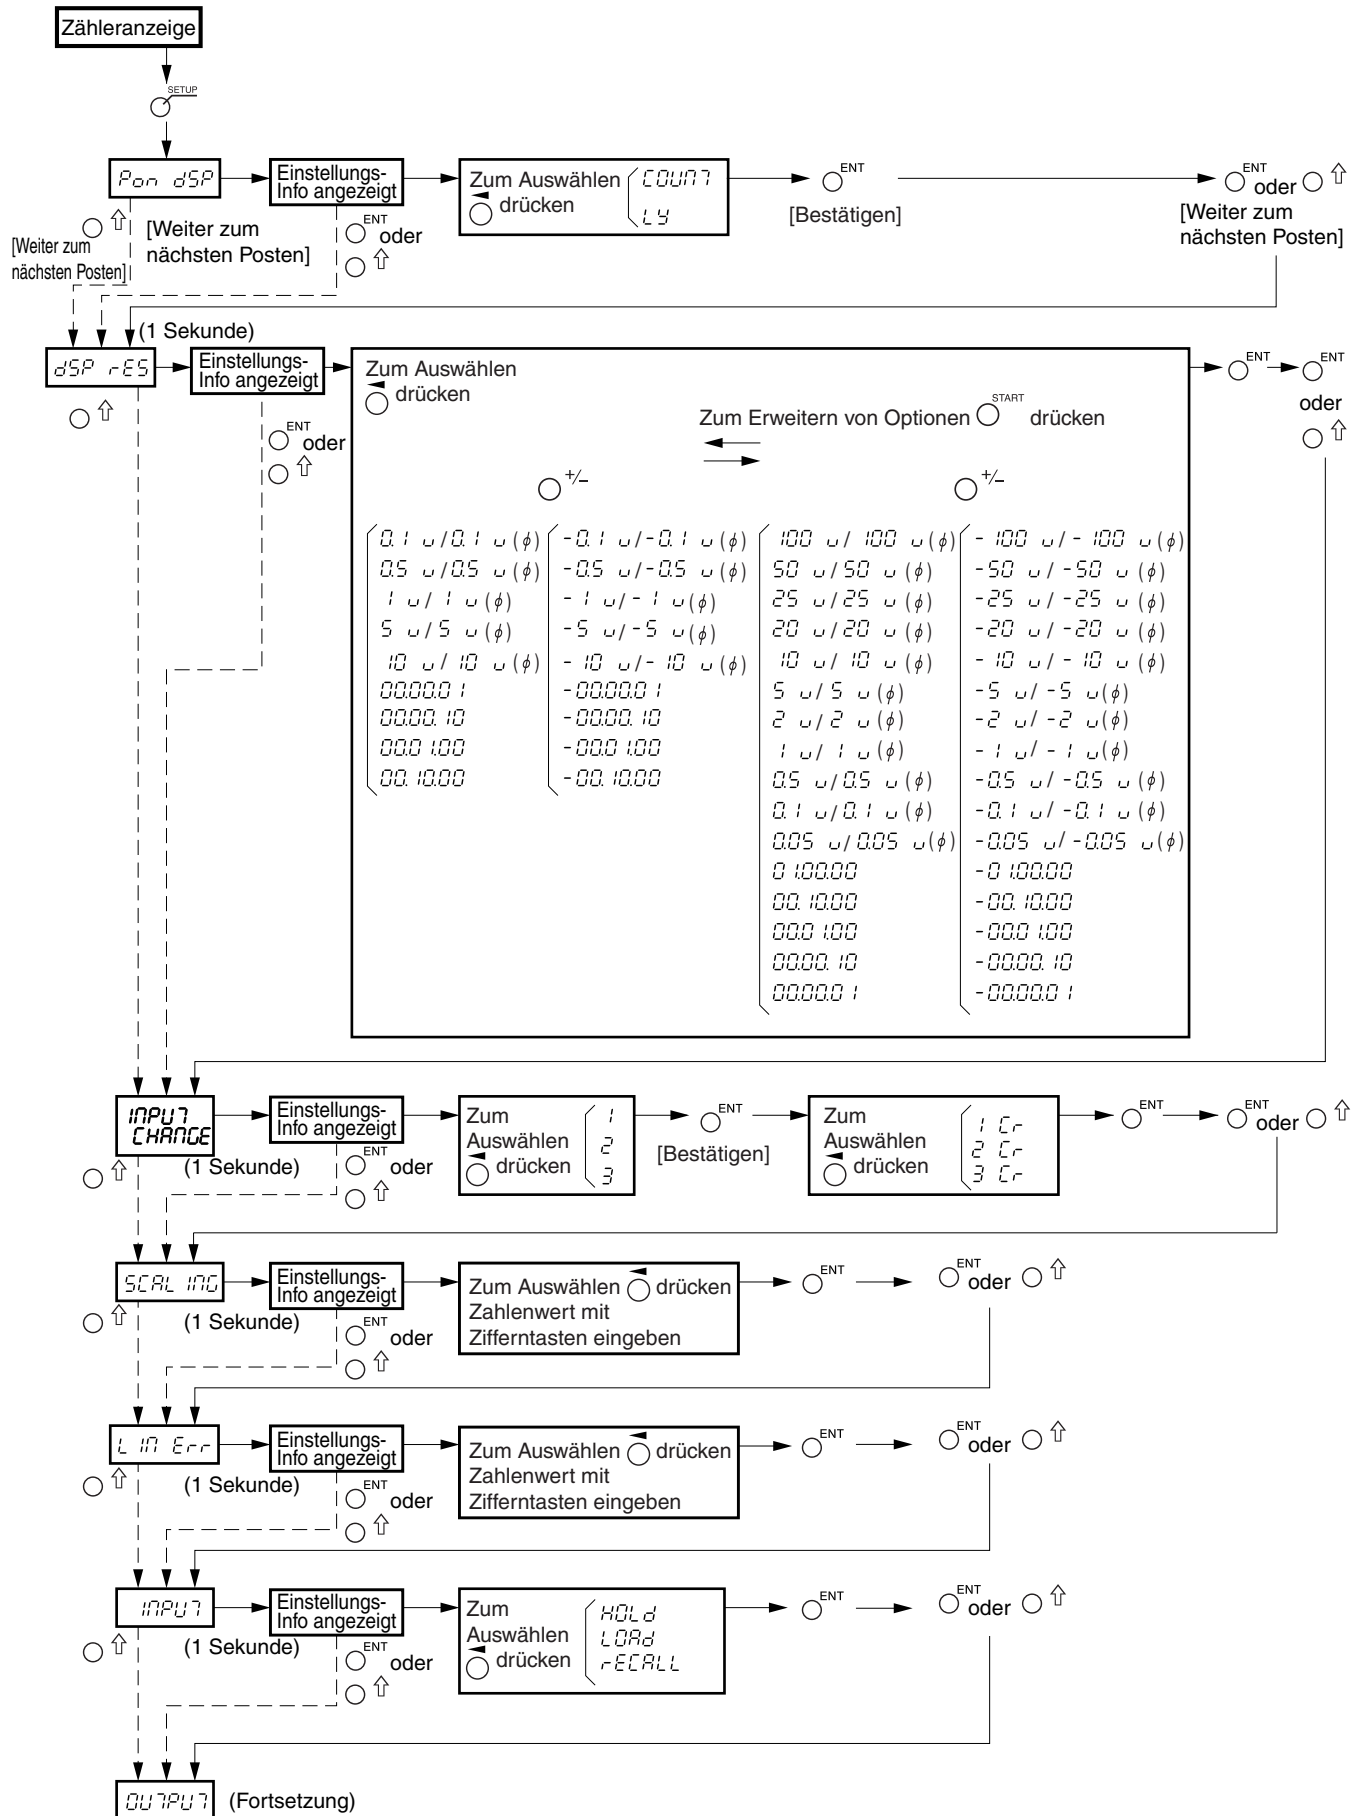 Zähleranzeige
SETUP
Pon dSP
Einstellungs-
Info angezeigt
Zum Auswählen
drücken
COUNT
LY
ENT
[Bestätigen]
ENT
oder
[Weiter zum
nächsten Posten]
[Weiter zum
nächsten Posten]
[Weiter zum
nächsten Posten]
ENT
oder
(1 Sekunde)
dSP rES
Einstellungs-
Info angezeigt
ENT
oder
Zum Auswählen
drücken
Zum Erweitern von Optionen START drücken
+/–
+/–
0.1 u/0.1 u(ϕ)
0.5 u/0.5 u(ϕ)
1 u/1 u(ϕ)
5 u/5 u(ϕ)
10 u/10 u(ϕ)
00.00.01
00.00.10
00.01.00
00.10.00
-0.1 u/-0.1 u(ϕ)
-0.5 u/-0.5 u(ϕ)
-1 u/-1 u(ϕ)
-5 u/-5 u(ϕ)
-10 u/-10 u(ϕ)
-00.00.01
-00.00.10
-00.01.00
-00.10.00
100 u/100 u(ϕ)
50 u/50 u(ϕ)
25 u/25 u(ϕ)
20 u/20 u(ϕ)
10 u/10 u(ϕ)
5 u/5 u(ϕ)
2 u/2 u(ϕ)
1 u/1 u(ϕ)
0.5 u/0.5 u(ϕ)
0.1 u/0.1 u(ϕ)
0.05 u/0.05 u(ϕ)
01.00.00
00.10.00
00.01.00
00.00.10
00.00.01
-100 u/-100 u(ϕ)
-50 u/-50 u(ϕ)
-25 u/-25 u(ϕ)
-20 u/-20 u(ϕ)
-10 u/-10 u(ϕ)
-5 u/-5 u(ϕ)
-2 u/-2 u(ϕ)
-1 u/-1 u(ϕ)
-0.5 u/-0.5 u(ϕ)
-0.1 u/-0.1 u(ϕ)
-0.05 u/-0.05 u(ϕ)
-01.00.00
-00.10.00
-00.01.00
-00.00.10
-00.00.01
ENT
ENT
oder
INPUT
CHANGE
(1 Sekunde)
Einstellungs-
Info angezeigt
ENT
oder
Zum
Auswählen
drücken
1
2
3
ENT
[Bestätigen]
Zum
Auswählen
drücken
1 Cr
2 Cr
3 Cr
ENT
ENT
oder
SCALING
(1 Sekunde)
Einstellungs-
Info angezeigt
ENT
oder
Zum Auswählen drücken
Zahlenwert mit
Zifferntasten eingeben
ENT
ENT
oder
LIN Err
(1 Sekunde)
Einstellungs-
Info angezeigt
ENT
oder
Zum Auswählen drücken
Zahlenwert mit
Zifferntasten eingeben
ENT
ENT
oder
INPUT
(1 Sekunde)
Einstellungs-
Info angezeigt
ENT
oder
Zum
Auswählen
drücken
HOLd
LOAd
rECALL
ENT
ENT
oder
OUTPUT
(Fortsetzung)